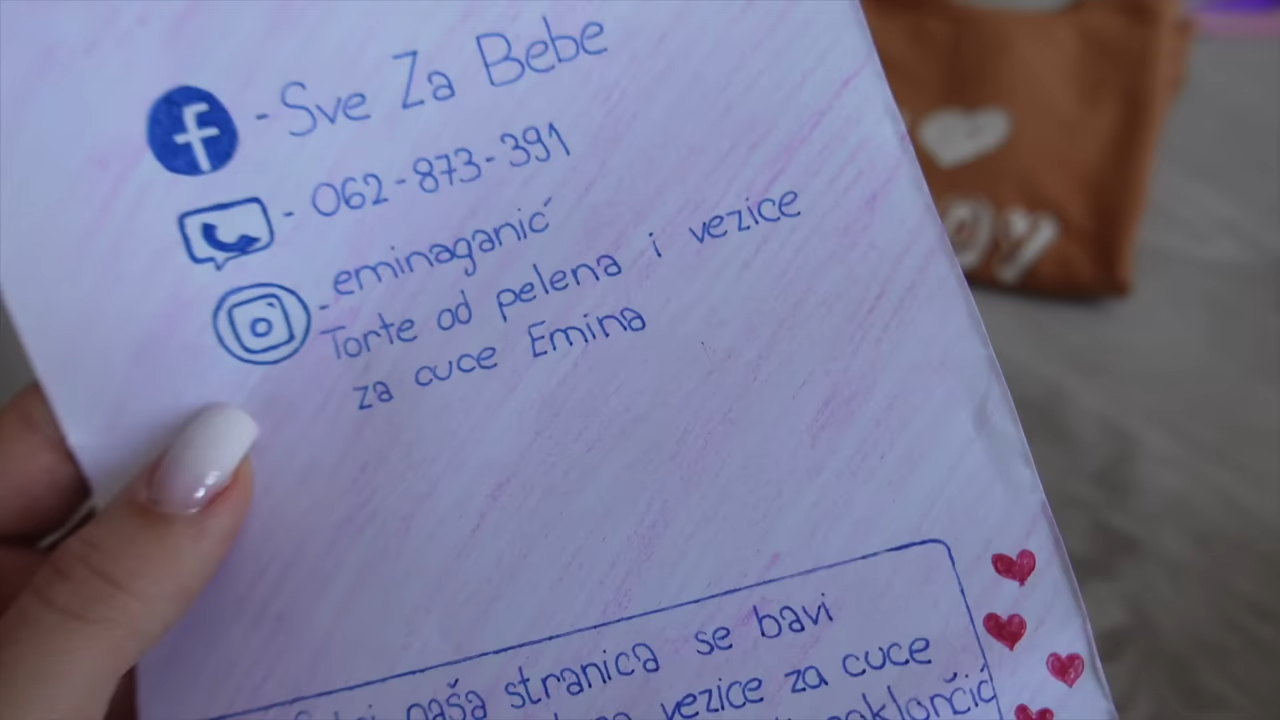 - Sve Za Bebe
- 062-873-391
- eminaganić
Torte od pelena i vezice
za cuce Emina
naša stranica se bavi
vezice za cuce
poklončić